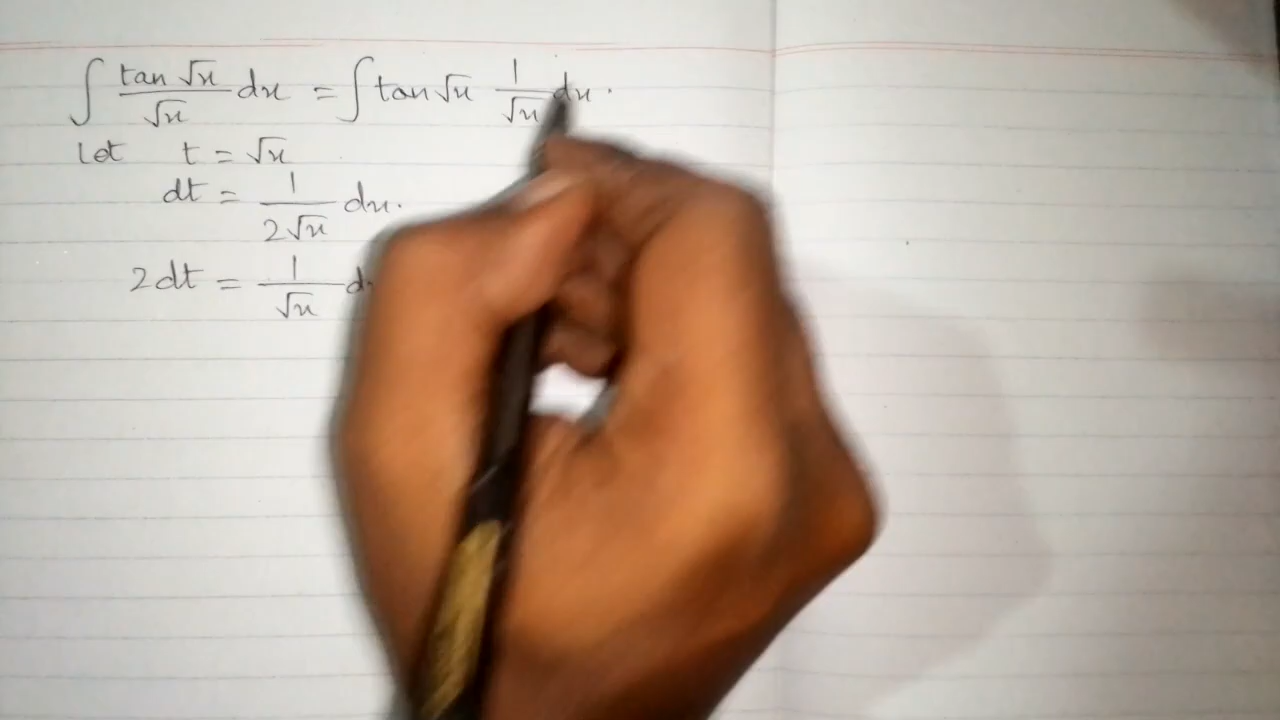 ∫ tan √x / √x dx = ∫ tan √x 1/√x dx.
Let t = √x
dt = 1 / 2√x dx.
2dt = 1 / √x